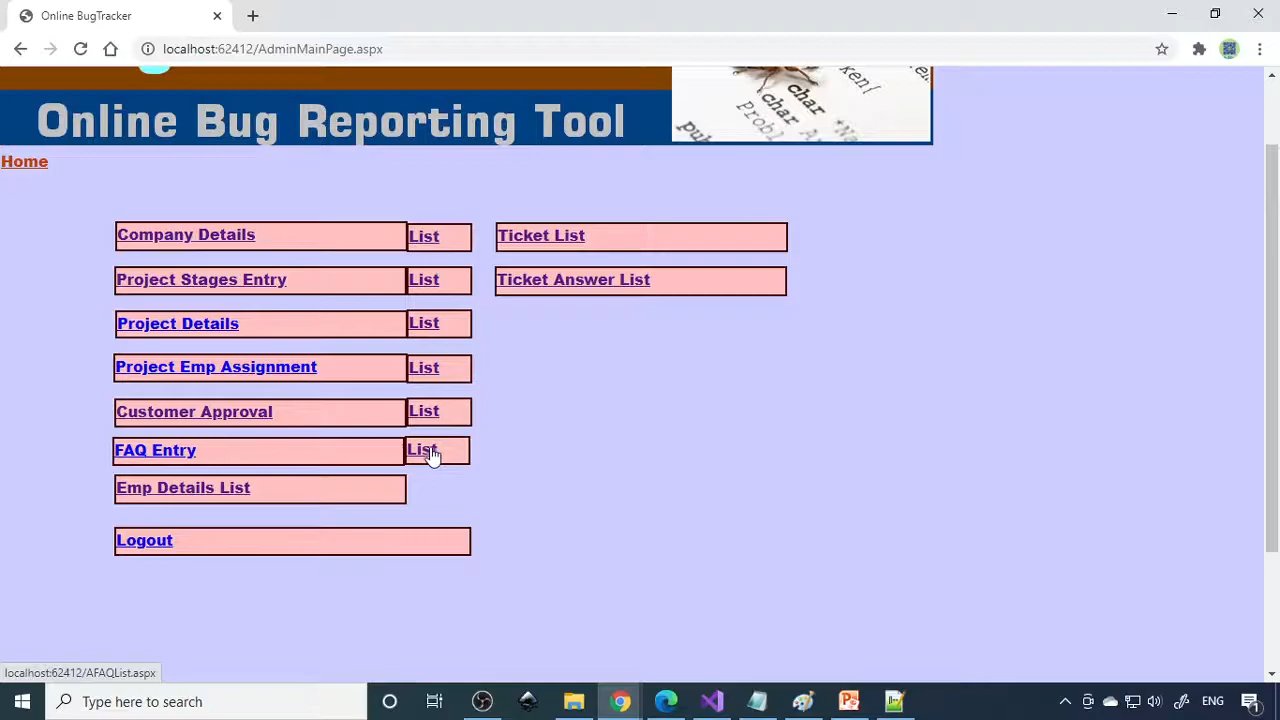 Online BugTracker
localhost:62412/AdminMainPage.aspx
char
char
Online Bug Reporting Tool
Home
Company Details List Ticket List
Project Stages Entry List Ticket Answer List
Project Details List
Project Emp Assignment List
Customer Approval List
FAQ Entry List
Emp Details List
Logout
localhost:62412/AFAQList.aspx
Type here to search
ENG